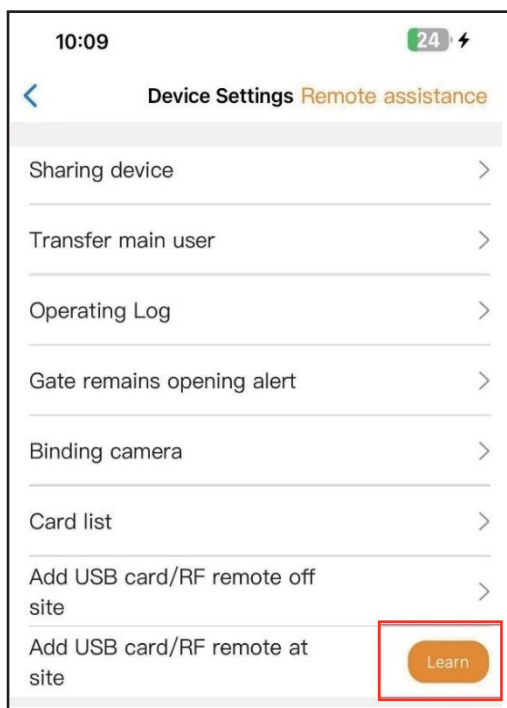 10:09 24
Device Settings Remote assistance
Sharing device
Transfer main user
Operating Log
Gate remains opening alert
Binding camera
Card list
Add USB card/RF remote off
site
Add USB card/RF remote at
site
Learn